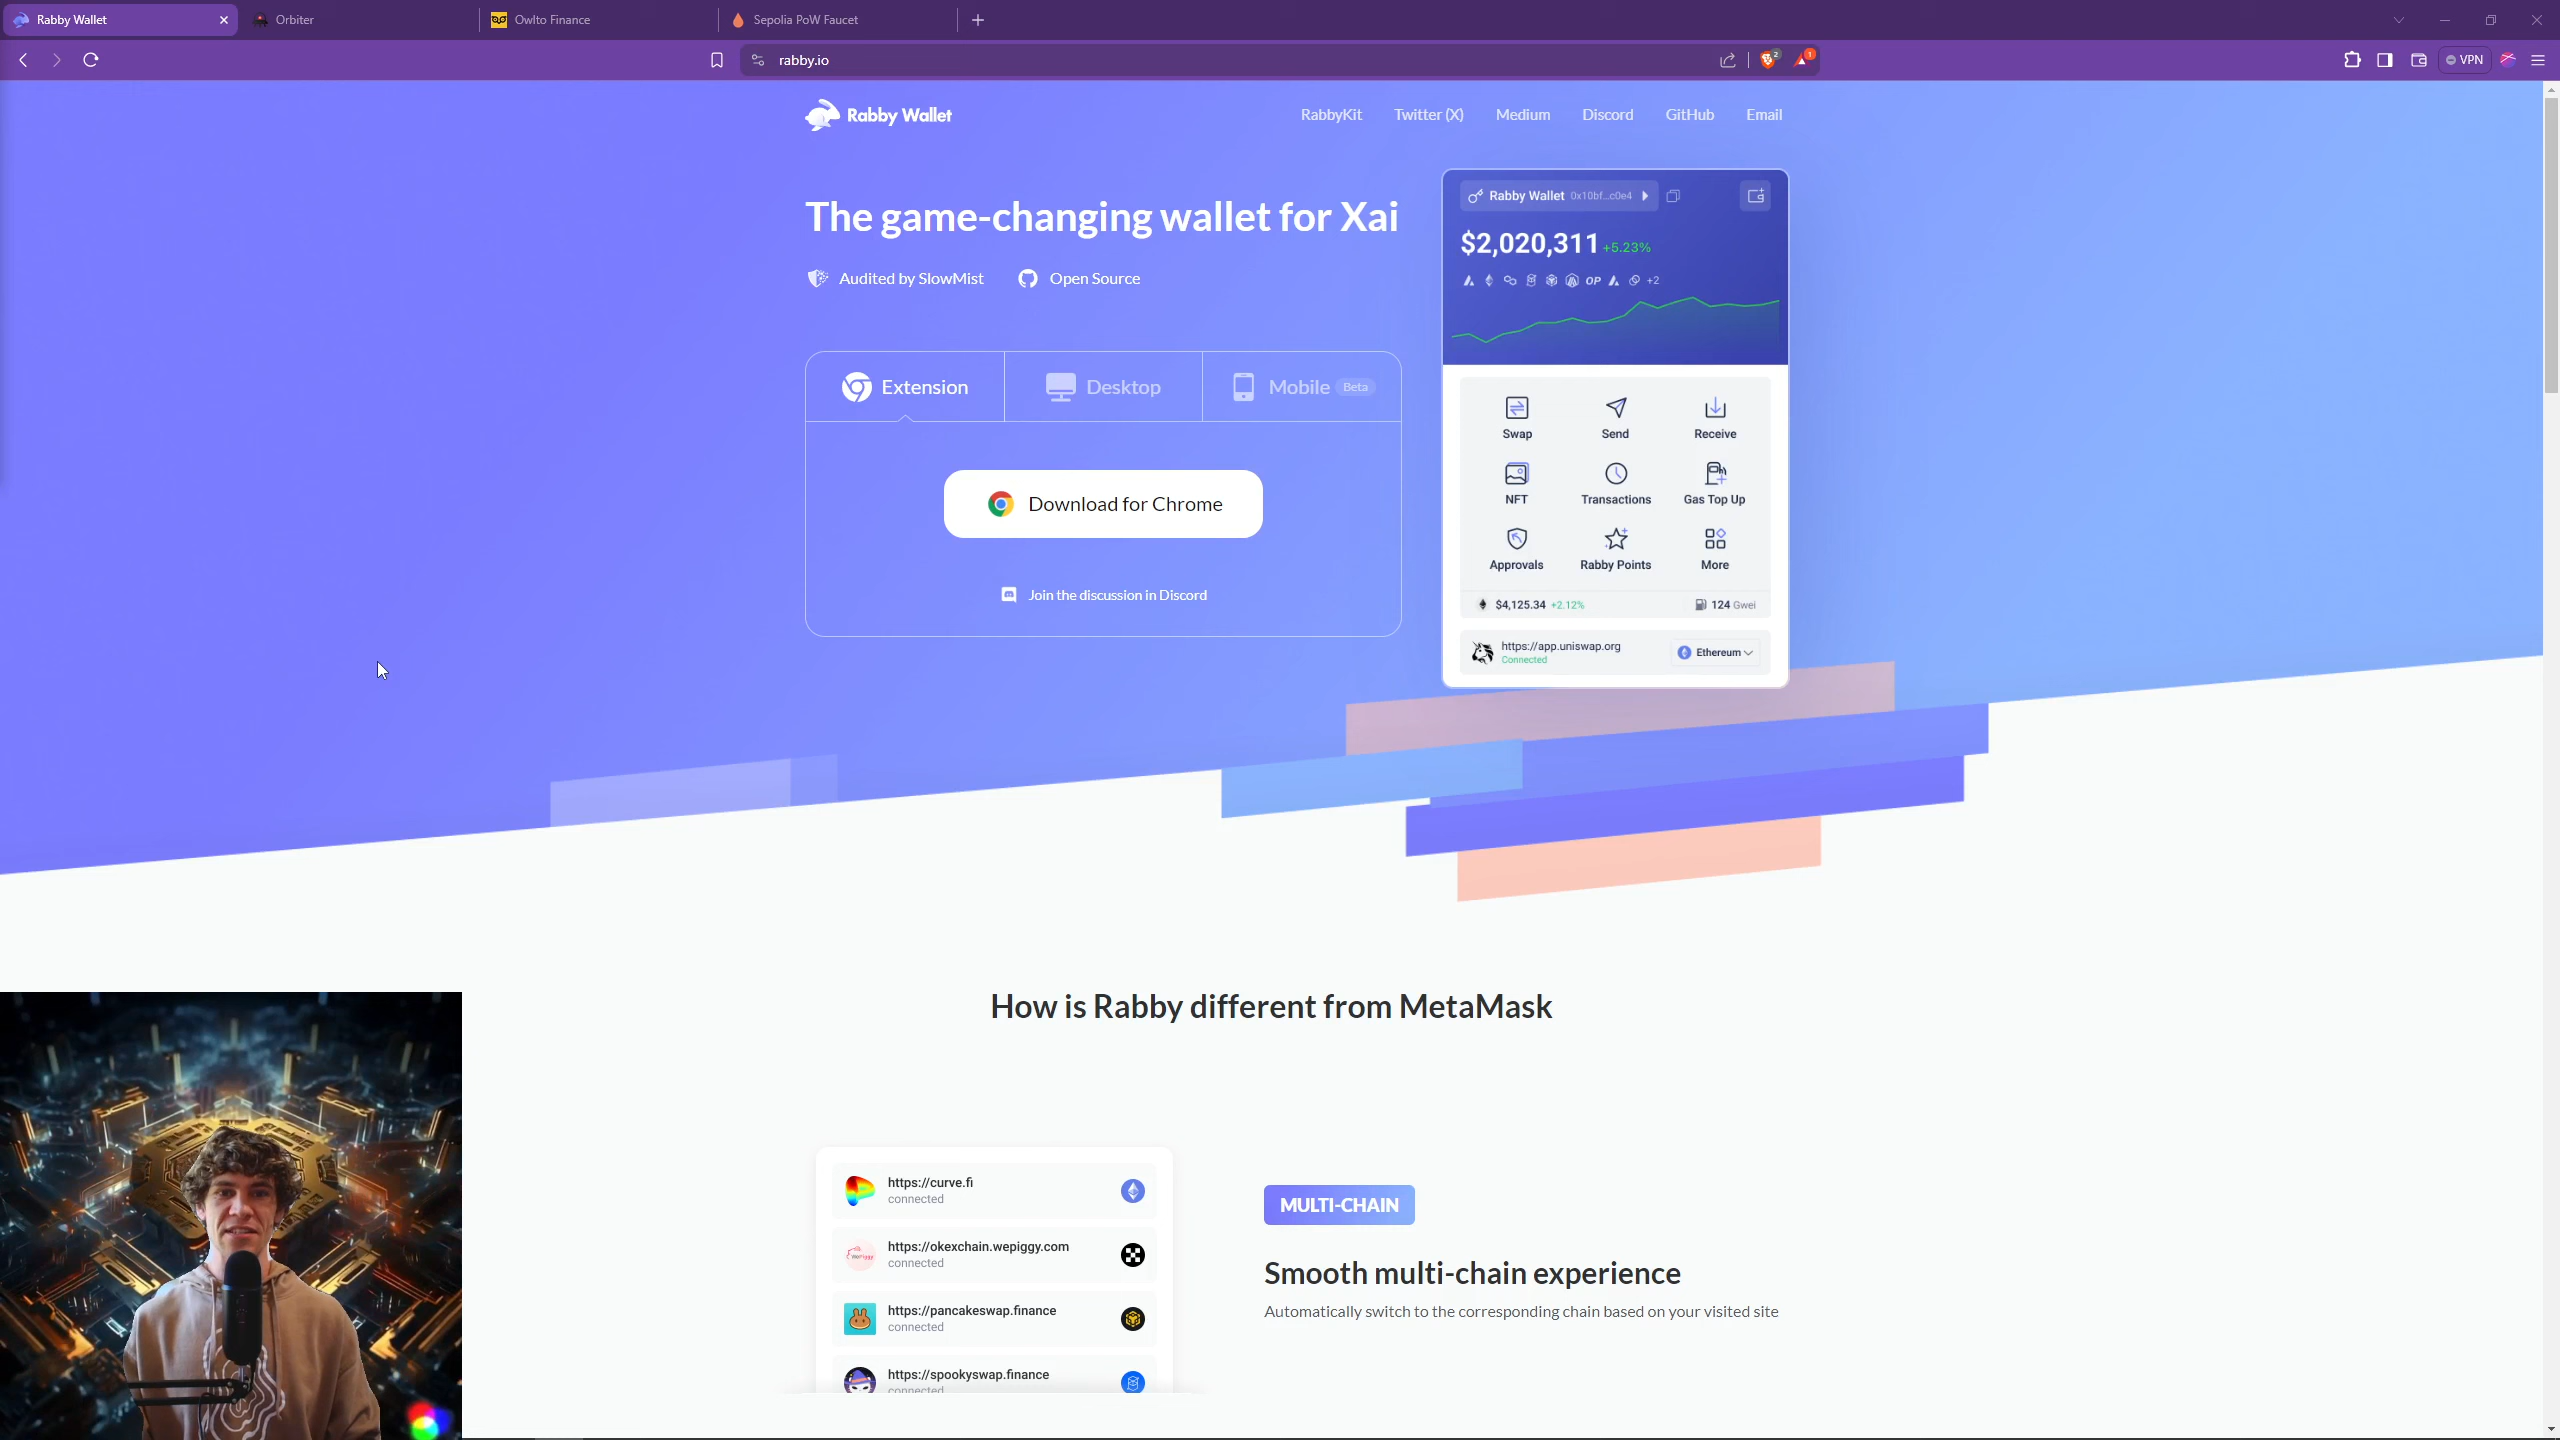 Rabby Wallet
Orbiter
Owlto Finance
Sepolia PoW Faucet
rabby.io
2
1
VPN
Rabby Wallet
RabbyKit
Twitter (X)
Medium
Discord
GitHub
Email
The game-changing wallet for Xai
Audited by SlowMist
Open Source
Extension
Desktop
Mobile Beta
Download for Chrome
Join the discussion in Discord
Rabby Wallet 0x10bf...c0e4
$2,020,311 +5.23%
OP +2
Swap
Send
Receive
NFT
Transactions
Gas Top Up
Approvals
Rabby Points
More
$4,125.34 +2.12%
124 Gwei
https://app.uniswap.org
Connected
Ethereum
How is Rabby different from MetaMask
https://curve.fi
connected
https://okexchain.wepiggy.com
connected
https://pancakeswap.finance
connected
https://spookyswap.finance
connected
MULTI-CHAIN
Smooth multi-chain experience
Automatically switch to the corresponding chain based on your visited site